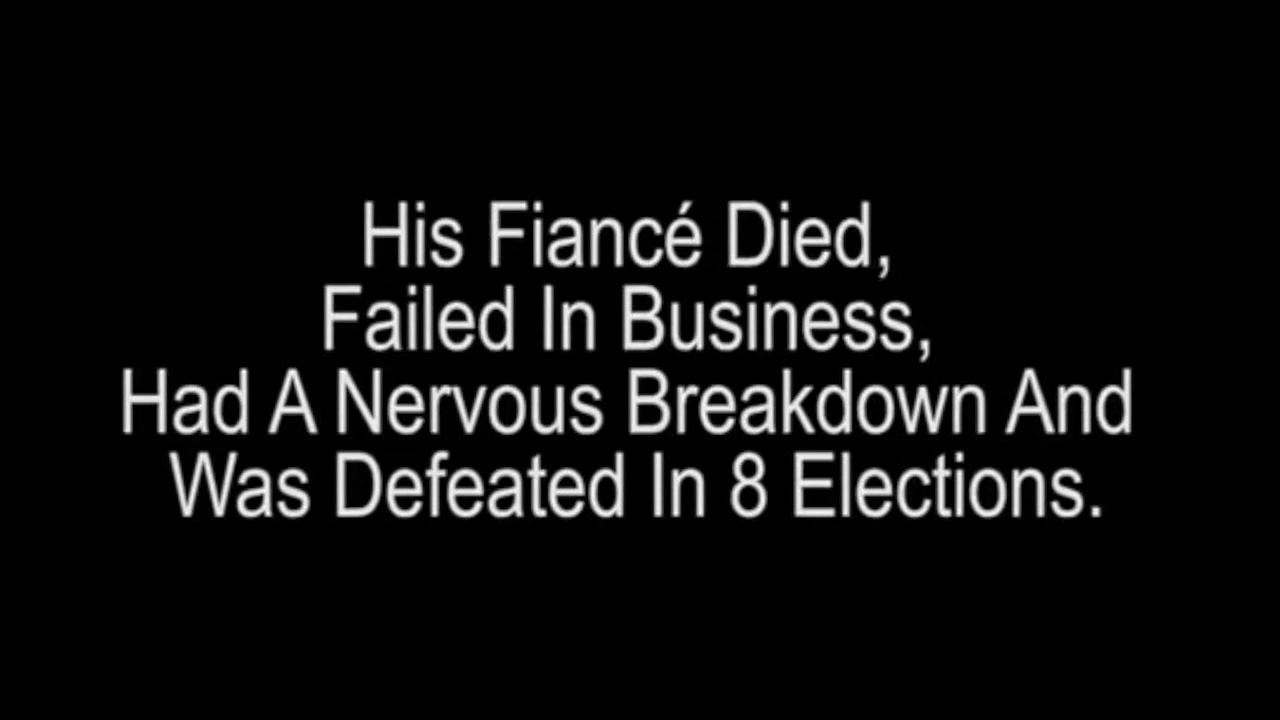 His Fiancé Died,
Failed In Business,
Had A Nervous Breakdown And
Was Defeated In 8 Elections.